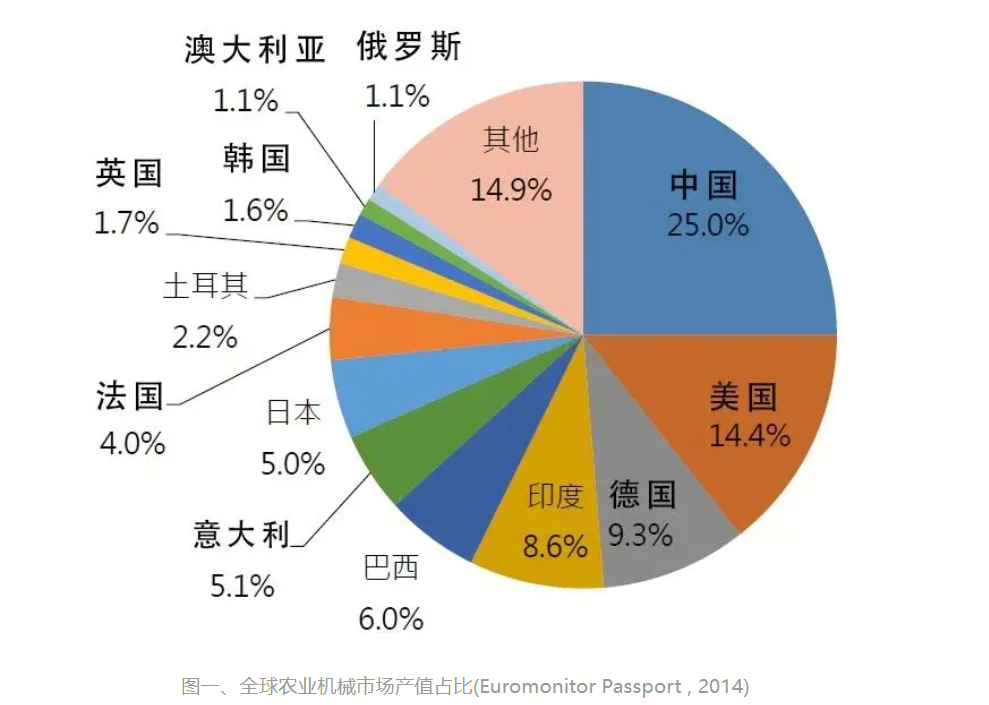 澳大利亚
1.1%
俄罗斯
1.1%
其他
14.9%
中国
25.0%
英国
1.7%
韩国
1.6%
土耳其
2.2%
法国
4.0%
日本
5.0%
美国
14.4%
意大利
5.1%
巴西
6.0%
印度
8.6%
德国
9.3%
图一、全球农业机械市场产值占比(Euromonitor Passport , 2014)